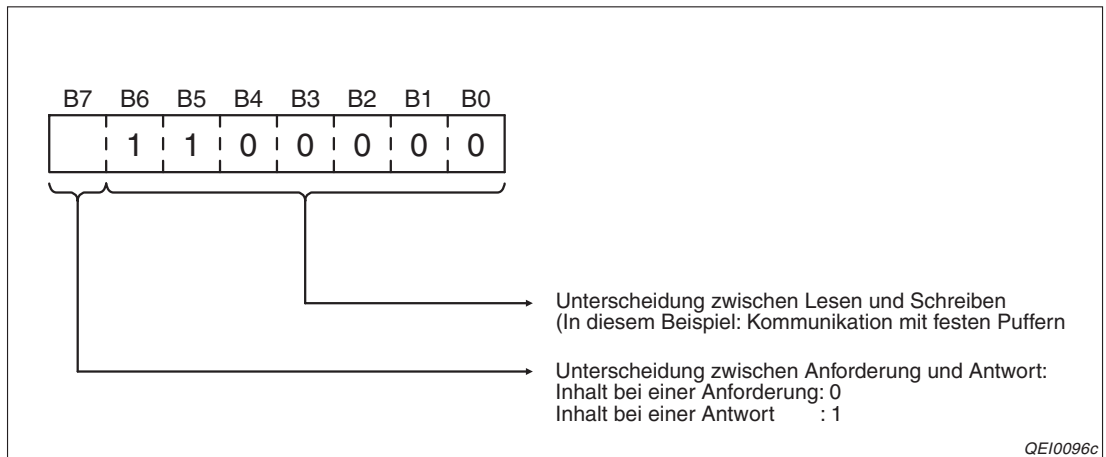 B7 B6 B5 B4 B3 B2 B1 B0
1 1 0 0 0 0 0
Unterscheidung zwischen Lesen und Schreiben
(In diesem Beispiel: Kommunikation mit festen Puffern
Unterscheidung zwischen Anforderung und Antwort:
Inhalt bei einer Anforderung: 0
Inhalt bei einer Antwort : 1
QEI0096c